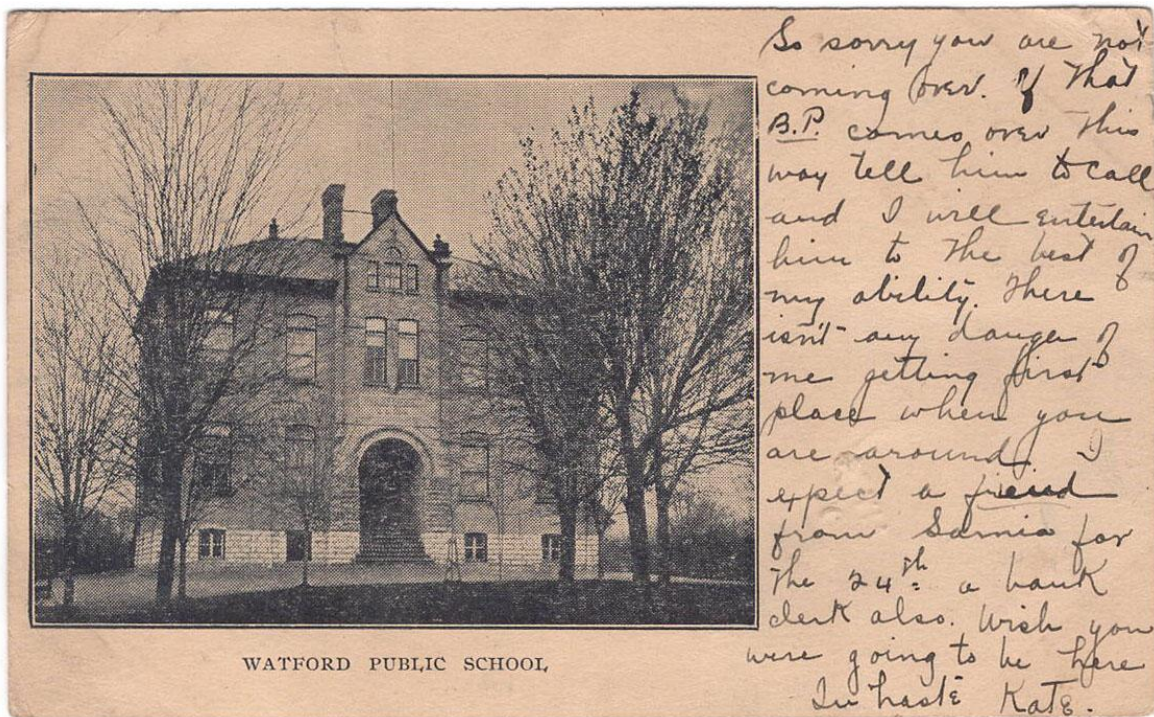 So sorry you are not
coming over. If that
B.P. comes over this
way tell him to call
and I will entertain
him to the best of
my ability. There
isn't any danger of
me getting first
place when you
are around. I
expect a friend
from Sarnia for
the 24th a bank
clerk also. Wish you
were going to be here
In haste Kate.
WATFORD PUBLIC SCHOOL